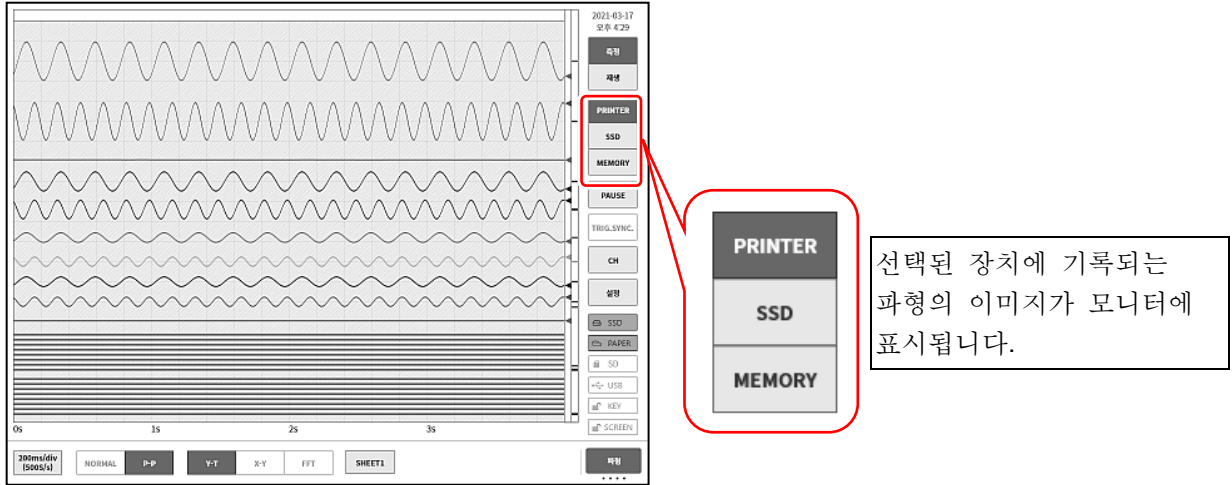 2021-03-17
오후 4:29
측정
재생
PRINTER
SSD
MEMORY
PAUSE
TRIG.SYNC.
CH
설정
SSD
PAPER
SD
USB
KEY
SCREEN
0s 1s 2s 3s
200ms/div
(500S/s)
NORMAL P-P Y-T X-Y FFT SHEET1 파형
PRINTER
SSD
MEMORY
선택된 장치에 기록되는
파형의 이미지가 모니터에
표시됩니다.